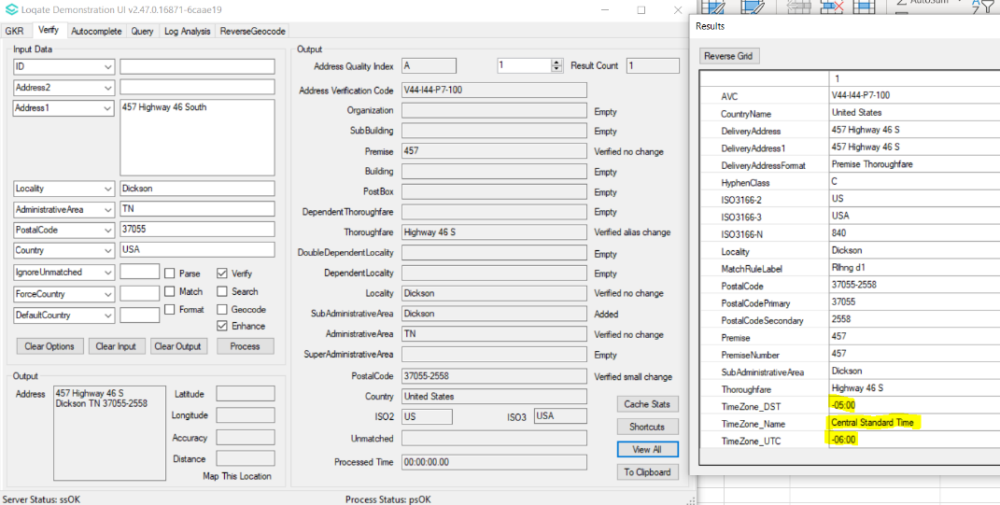 Loqate Demonstration UI v2.47.0.16871-6caae19
GKR Verify Autocomplete Query Log Analysis ReverseGeocode
Input Data
ID
Address2
Address1 457 Highway 46 South
Locality Dickson
AdministrativeArea TN
PostalCode 37055
Country USA
IgnoreUnmatched Parse Verify
ForceCountry Match Search
DefaultCountry Format Geocode
Enhance
Clear Options Clear Input Clear Output Process
Output
Address 457 Highway 46 S
Dickson TN 37055-2558
Latitude
Longitude
Accuracy
Distance
Map This Location
Output
Address Quality Index A 1 Result Count 1
Address Verification Code V44-I44-P7-100
Organization Empty
SubBuilding Empty
Premise 457 Verified no change
Building Empty
PostBox Empty
DependentThoroughfare Empty
Thoroughfare Highway 46 S Verified alias change
DoubleDependentLocality Empty
DependentLocality Empty
Locality Dickson Verified no change
SubAdministrativeArea Dickson Added
AdministrativeArea TN Verified no change
SuperAdministrativeArea Empty
PostalCode 37055-2558 Verified small change
Country United States
ISO2 US ISO3 USA
Unmatched
Processed Time 00:00:00.00
Cache Stats
Shortcuts
View All
To Clipboard
Server Status: ssOK Process Status: psOK
AutoSum
Results
Reverse Grid
1
AVC V44-I44-P7-100
CountryName United States
DeliveryAddress 457 Highway 46 S
DeliveryAddress1 457 Highway 46 S
DeliveryAddressFormat Premise Thoroughfare
HyphenClass C
ISO3166-2 US
ISO3166-3 USA
ISO3166-N 840
Locality Dickson
MatchRuleLabel Rlhng d1
PostalCode 37055-2558
PostalCodePrimary 37055
PostalCodeSecondary 2558
Premise 457
PremiseNumber 457
SubAdministrativeArea Dickson
Thoroughfare Highway 46 S
TimeZone_DST -05:00
TimeZone_Name Central Standard Time
TimeZone_UTC -06:00